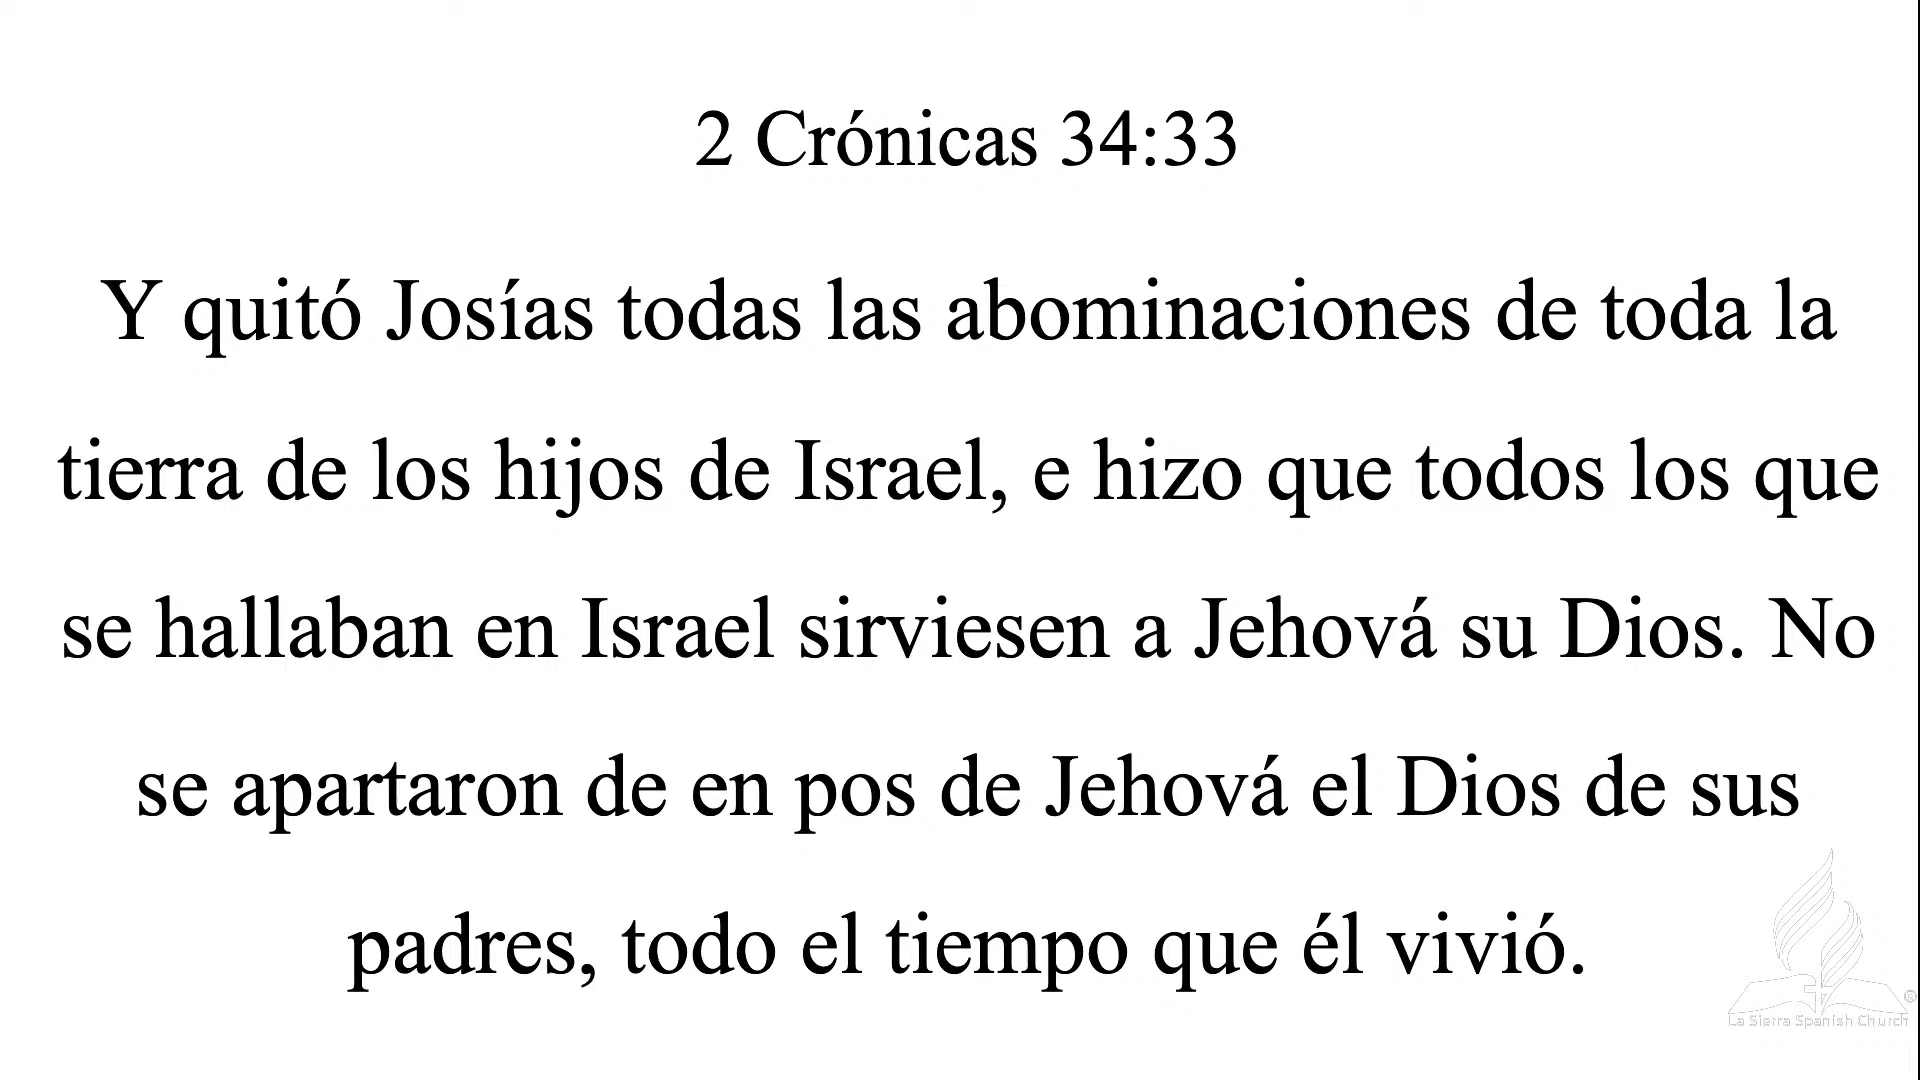 2 Crónicas 34:33
Y quitó Josías todas las abominaciones de toda la
tierra de los hijos de Israel, e hizo que todos los que
se hallaban en Israel sirviesen a Jehová su Dios. No
se apartaron de en pos de Jehová el Dios de sus
padres, todo el tiempo que él vivió.
®
La Sierra Spanish Church